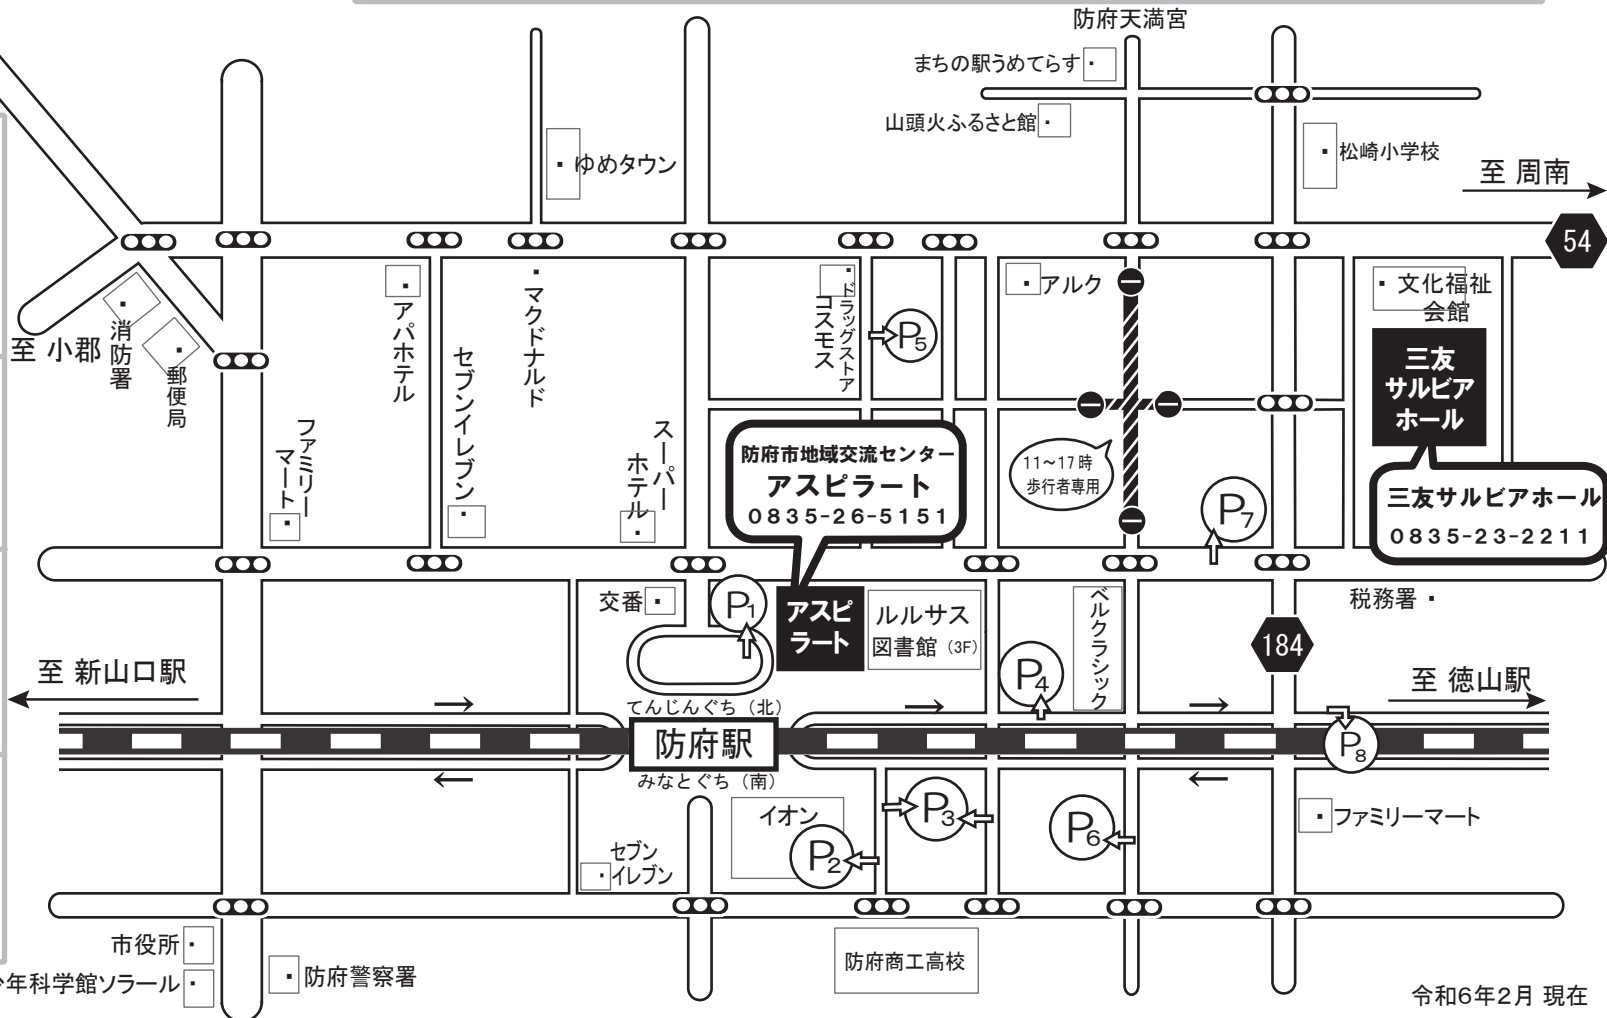 防府天満宮
まちの駅うめてらす
山頭火ふるさと館
松崎小学校
ゆめタウン
至 周南
54
アルク
文化福祉
会館
ドラッグストア
コスモス
P5
マクドナルド
アパホテル
消防署
至 小郡
郵便局
セブンイレブン
三友
サルビア
ホール
ファミリー
マート
スーパー
ホテル
防府市地域交流センター
アスピラート
0835-26-5151
11～17時
歩行者専用
P7
三友サルビアホール
0835-23-2211
交番
P1
アスピ
ラート
ルルサス
図書館（3F）
ベルクラシック
税務署
184
P4
至 新山口駅
至 徳山駅
→
→
→
てんじんぐち（北）
防府駅
みなとぐち（南）
←
←
P8
イオン
P2
P3
P6
ファミリーマート
セブン
イレブン
市役所
年科学館ソラール
防府警察署
防府商工高校
令和6年2月 現在